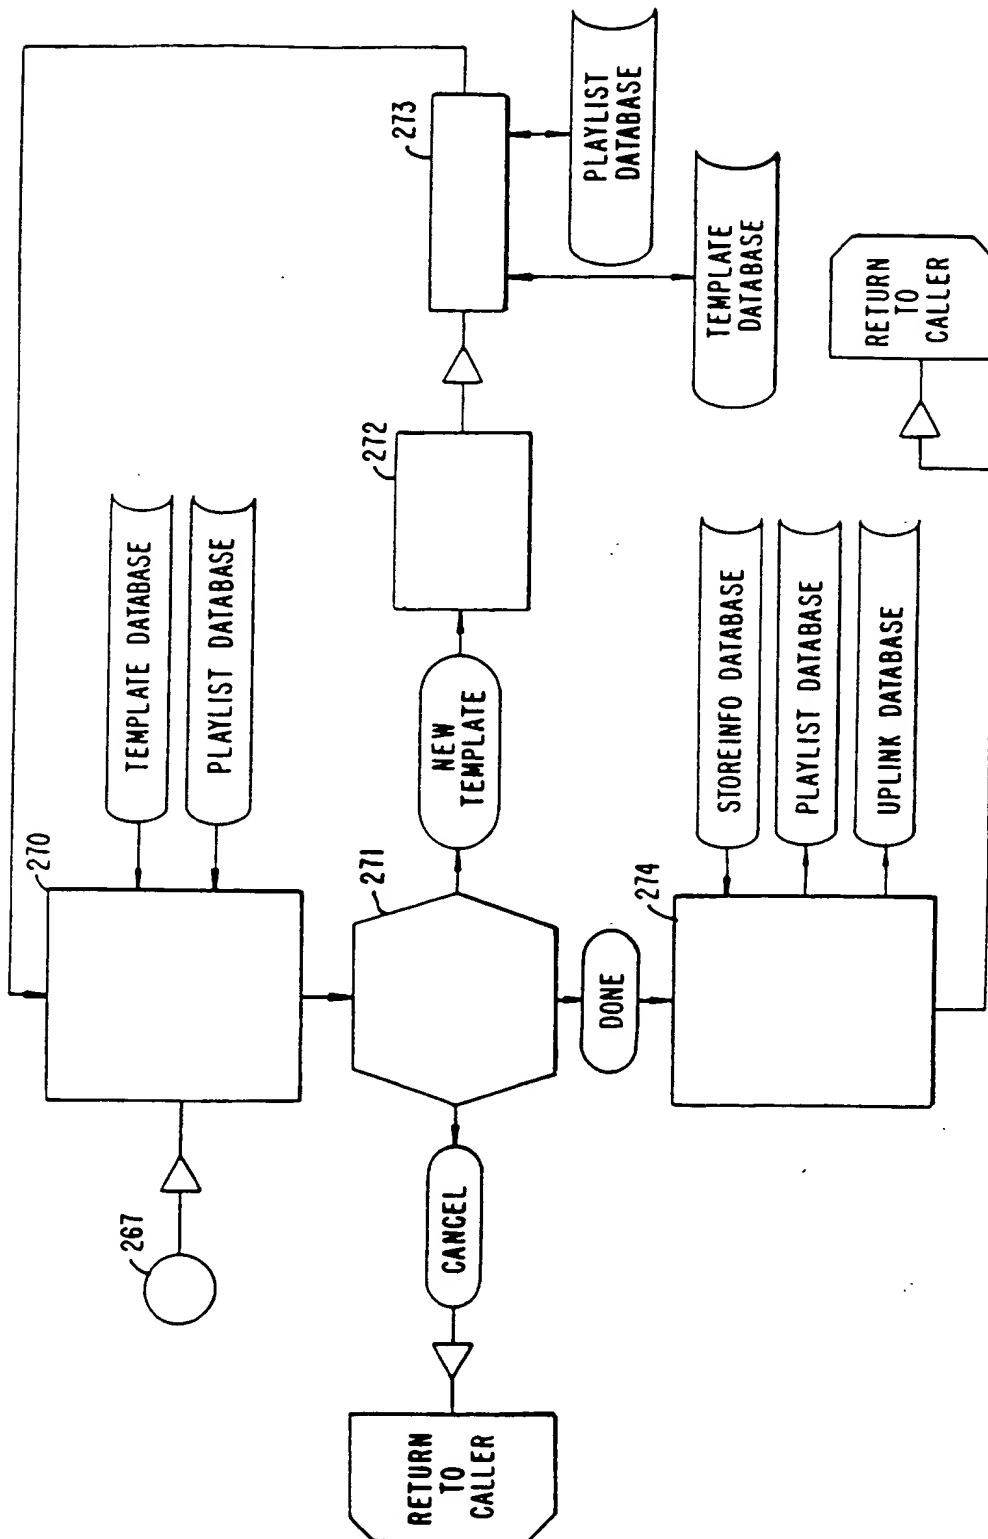 267
270
TEMPLATE DATABASE
PLAYLIST DATABASE
RETURN
TO
CALLER
CANCEL
271
NEW
TEMPLATE
272
273
PLAYLIST
DATABASE
TEMPLATE
DATABASE
DONE
274
STOREINFO DATABASE
PLAYLIST DATABASE
UPLINK DATABASE
RETURN
TO
CALLER